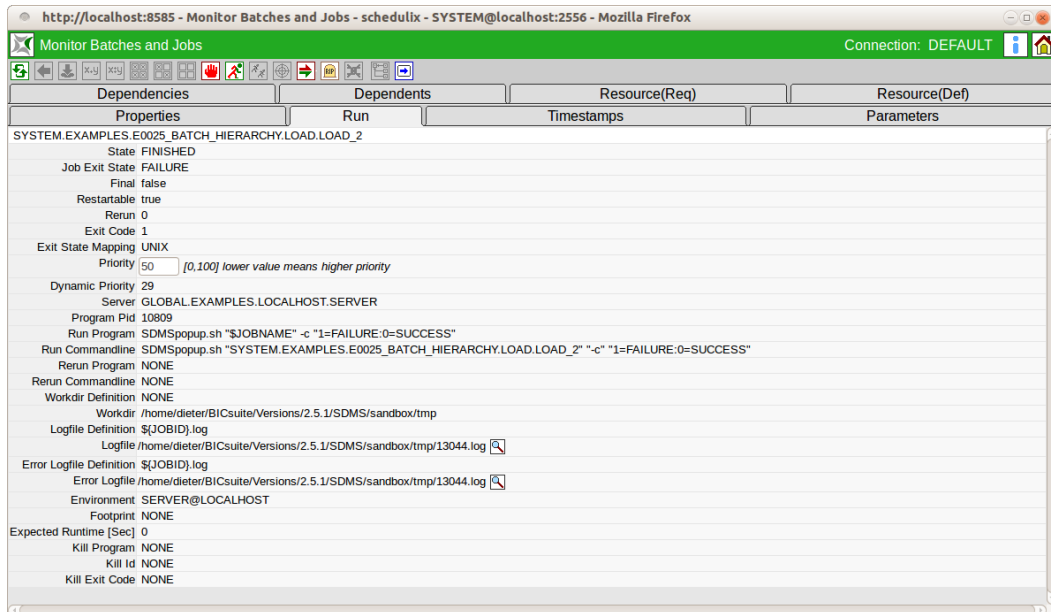 http://localhost:8585 - Monitor Batches and Jobs - schedulix - SYSTEM@localhost:2556 - Mozilla Firefox
Monitor Batches and Jobs Connection: DEFAULT
x,y x:y RIP
Dependencies Dependents Resource(Req) Resource(Def)
Properties Run Timestamps Parameters
SYSTEM.EXAMPLES.E0025_BATCH_HIERARCHY.LOAD.LOAD_2
State FINISHED
Job Exit State FAILURE
Final false
Restartable true
Rerun 0
Exit Code 1
Exit State Mapping UNIX
Priority 50 [0,100] lower value means higher priority
Dynamic Priority 29
Server GLOBAL.EXAMPLES.LOCALHOST.SERVER
Program Pid 10809
Run Program SDMSpopup.sh "$JOBNAME" -c "1=FAILURE:0=SUCCESS"
Run Commandline SDMSpopup.sh "SYSTEM.EXAMPLES.E0025_BATCH_HIERARCHY.LOAD.LOAD_2" "-c" "1=FAILURE:0=SUCCESS"
Rerun Program NONE
Rerun Commandline NONE
Workdir Definition NONE
Workdir /home/dieter/BICsuite/Versions/2.5.1/SDMS/sandbox/tmp
Logfile Definition ${JOBID}.log
Logfile /home/dieter/BICsuite/Versions/2.5.1/SDMS/sandbox/tmp/13044.log
Error Logfile Definition ${JOBID}.log
Error Logfile /home/dieter/BICsuite/Versions/2.5.1/SDMS/sandbox/tmp/13044.log
Environment SERVER@LOCALHOST
Footprint NONE
Expected Runtime [Sec] 0
Kill Program NONE
Kill Id NONE
Kill Exit Code NONE